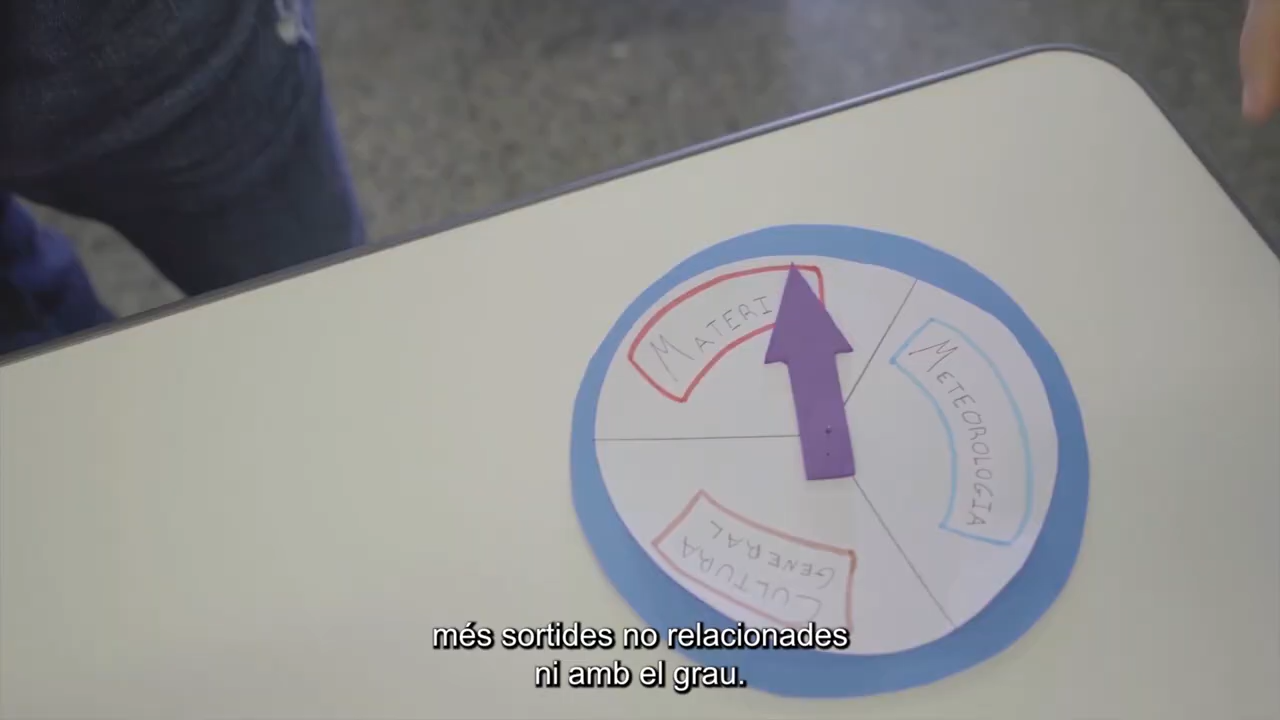 MATERI
METEOROLOGIA
CULTURA
GENERAL
més sortides no relacionades
ni amb el grau.